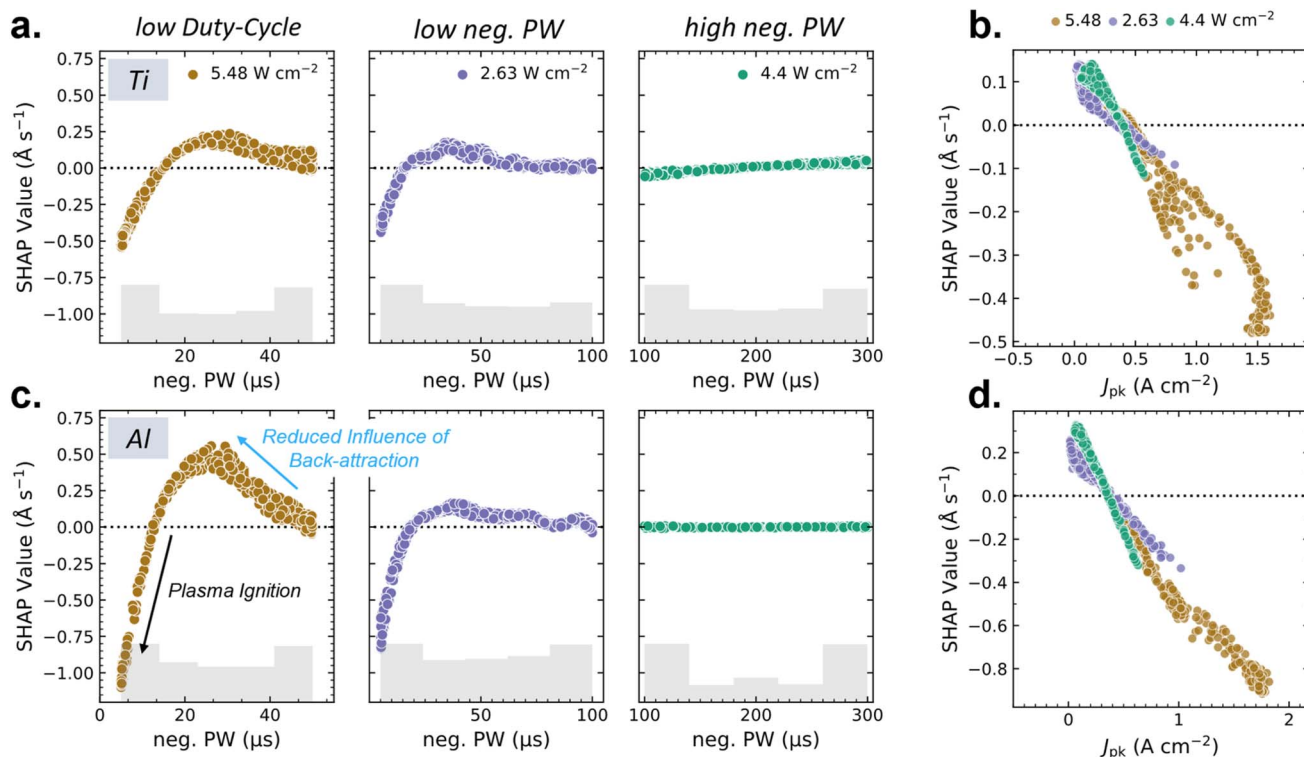 a.
low Duty-Cycle
low neg. PW
high neg. PW
b.
5.48 2.63 4.4 W cm−2
Ti
5.48 W cm−2
2.63 W cm−2
4.4 W cm−2
SHAP Value (Å s−1)
0.75
0.50
0.25
0.00
−0.25
−0.50
−0.75
−1.00
20 40
50 100
100 200 300
neg. PW (μs)
neg. PW (μs)
neg. PW (μs)
SHAP Value (Å s−1)
0.1
0.0
−0.1
−0.2
−0.3
−0.4
−0.5
−0.5 0.0 0.5 1.0 1.5
Jpk (A cm−2)
c.
Al
Reduced Influence of
Back-attraction
Plasma Ignition
SHAP Value (Å s−1)
0.75
0.50
0.25
0.00
−0.25
−0.50
−0.75
−1.00
0 20 40
50 100
100 200 300
neg. PW (μs)
neg. PW (μs)
neg. PW (μs)
d.
SHAP Value (Å s−1)
0.2
0.0
−0.2
−0.4
−0.6
−0.8
0 1 2
Jpk (A cm−2)